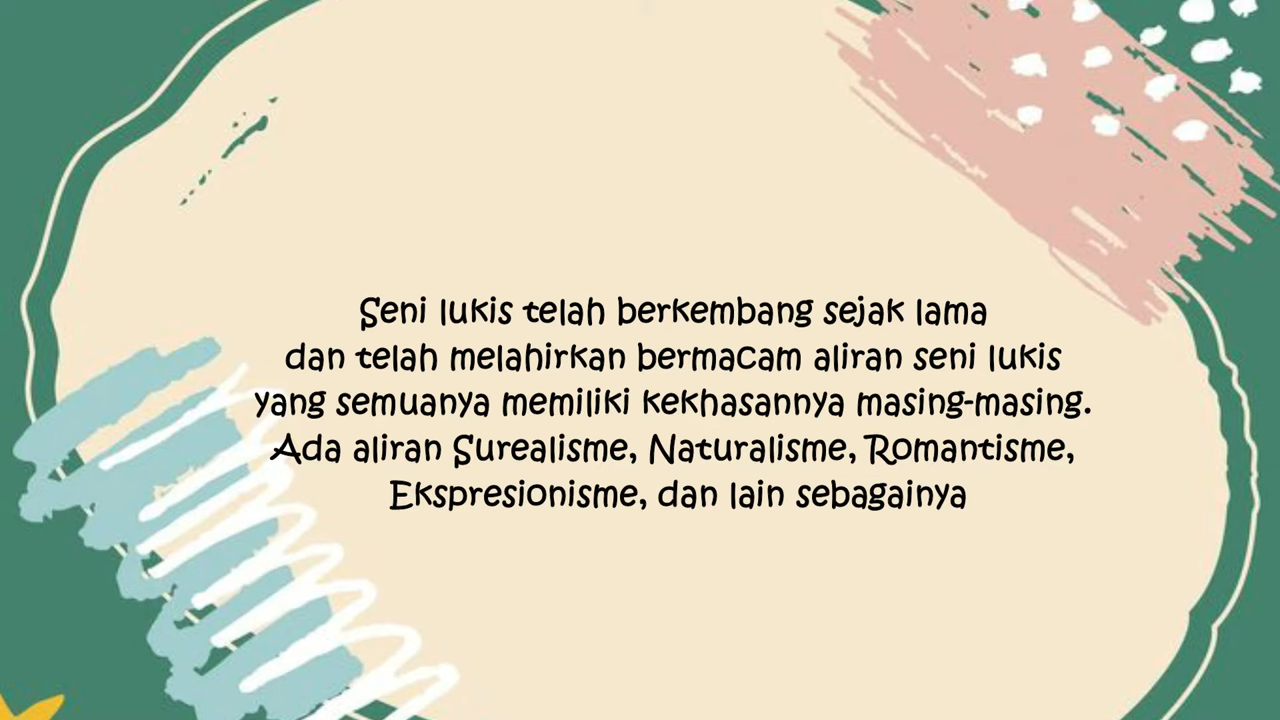 Seni lukis telah berkembang sejak lama
dan telah melahirkan bermacam aliran seni lukis
yang semuanya memiliki kekhasannya masing-masing.
Ada aliran Surealisme, Naturalisme, Romantisme,
Ekspresionisme, dan lain sebagainya